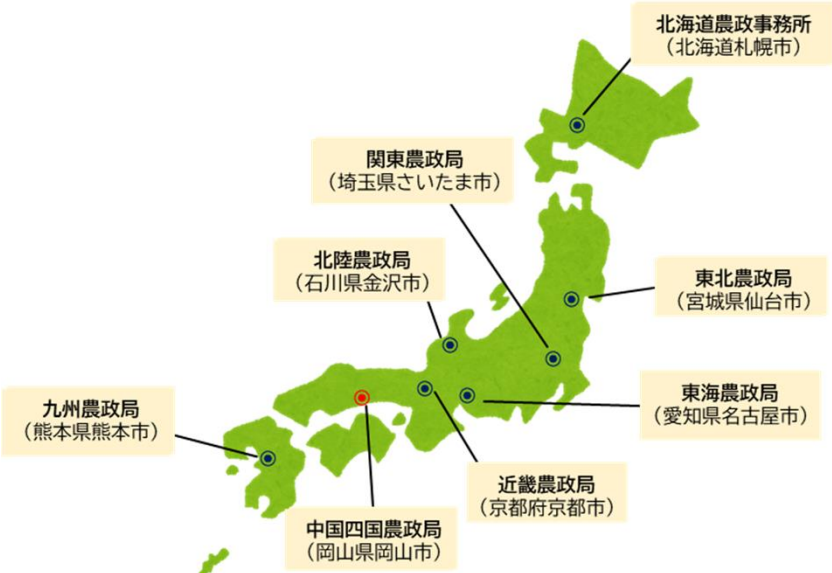 北海道農政事務所
（北海道札幌市）
関東農政局
（埼玉県さいたま市）
北陸農政局
（石川県金沢市）
東北農政局
（宮城県仙台市）
東海農政局
（愛知県名古屋市）
九州農政局
（熊本県熊本市）
近畿農政局
（京都府京都市）
中国四国農政局
（岡山県岡山市）